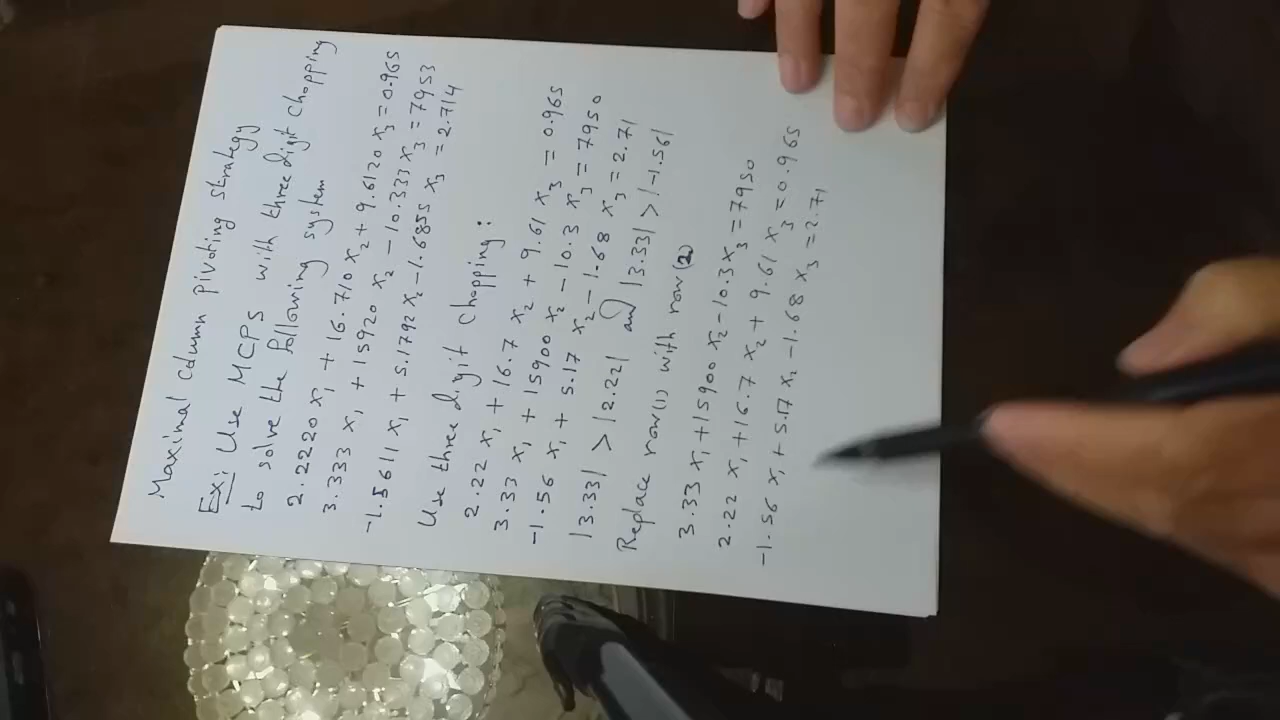 Maximal column pivoting strategy
Ex: Use MCPS with three digit chopping
to solve the following system
2.2220 x₁ + 16.710 x₂ + 9.6120 x₃ = 0.965
3.333 x₁ + 15920 x₂ - 10.333 x₃ = 7953
-1.5611 x₁ + 5.1792 x₂ - 1.6855 x₃ = 2.714
Use three digit chopping:
2.22 x₁ + 16.7 x₂ + 9.61 x₃ = 0.965
3.33 x₁ + 15900 x₂ - 10.3 x₃ = 7950
-1.56 x₁ + 5.17 x₂ - 1.68 x₃ = 2.71
|3.33| > |2.22| and |3.33| > |-1.56|
Replace row(1) with row(2)
3.33 x₁ + 15900 x₂ - 10.3 x₃ = 7950
2.22 x₁ + 16.7 x₂ + 9.61 x₃ = 0.965
-1.56 x₁ + 5.17 x₂ - 1.68 x₃ = 2.71